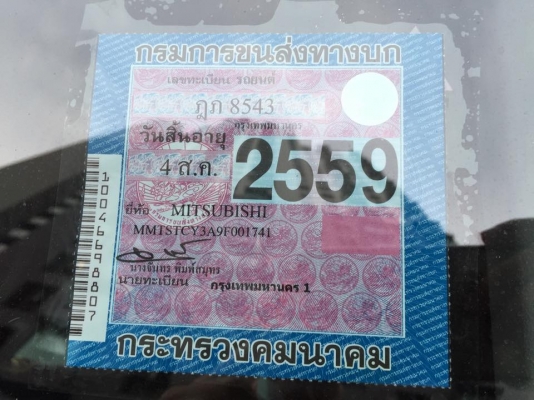 กรมการขนส่งทางบก
เลขทะเบียน รถยนต์
ฎภ 8543
กรุงเทพมหานคร
วันสิ้นอายุ
4 ส.ค. 2559
ยี่ห้อ MITSUBISHI
MMTSTCY3A9F001741
นายทะเบียน กรุงเทพมหานคร 1
กระทรวงคมนาคม
10046698807